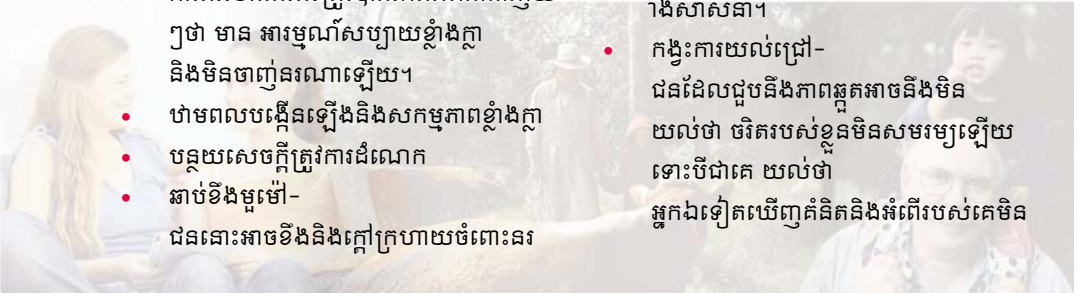 ៗថា មាន អារម្មណ៍សប្បាយខ្លាំងក្លា
និងមិនចាញ់នរណាឡើយ។
• ឋាមពលបង្កើនឡើងនិងសកម្មភាពខ្លាំងក្លា
• បន្ថយសេចក្តីត្រូវការដំណេក
• ឆាប់ខឹងមួម៉ៅ-
ជននោះអាចខឹងនិងក្តៅក្រហាយចំពោះនរ
ាងសាសនា។
• កង្វះការយល់ជ្រៅ-
ជនដែលជួបនឹងភាពឆ្កួតអាចនឹងមិន
យល់ថា ចរិតរបស់ខ្លួនមិនសមរម្យឡើយ
ទោះបីជាគេ យល់ថា
អ្នកឯទៀតឃើញគំនិតនិងអំពើរបស់គេមិន